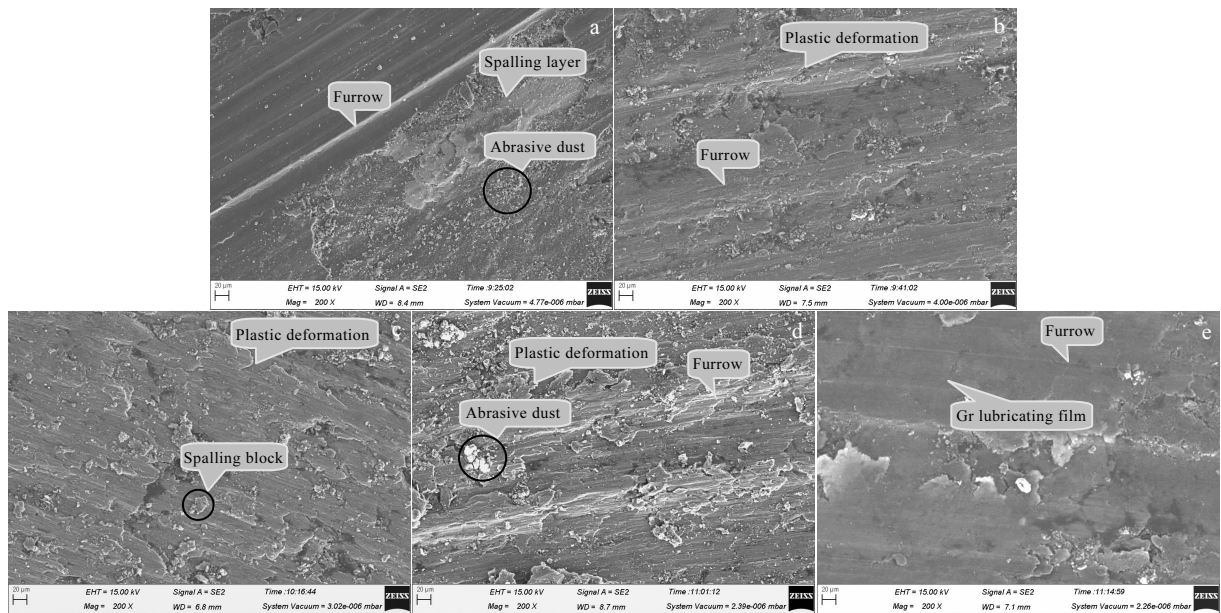 a
Spalling layer
Furrow
Abrasive dust
20 μm
EHT = 15.00 kV
Signal A = SE2
Time :9:25:02
Mag = 200 X
WD = 8.4 mm
System Vacuum = 4.77e-006 mbar
ZEISS
b
Plastic deformation
Furrow
20 μm
EHT = 15.00 kV
Signal A = SE2
Time :9:41:02
Mag = 200 X
WD = 7.5 mm
System Vacuum = 4.00e-006 mbar
ZEISS
c
Plastic deformation
Spalling block
20 μm
EHT = 15.00 kV
Signal A = SE2
Time :10:16:44
Mag = 200 X
WD = 6.8 mm
System Vacuum = 3.02e-006 mbar
ZEISS
d
Plastic deformation
Furrow
Abrasive dust
20 μm
EHT = 15.00 kV
Signal A = SE2
Time :11:01:12
Mag = 200 X
WD = 8.7 mm
System Vacuum = 2.39e-006 mbar
ZEISS
e
Furrow
Gr lubricating film
20 μm
EHT = 15.00 kV
Signal A = SE2
Time :11:14:59
Mag = 200 X
WD = 7.1 mm
System Vacuum = 2.26e-006 mbar
ZEISS